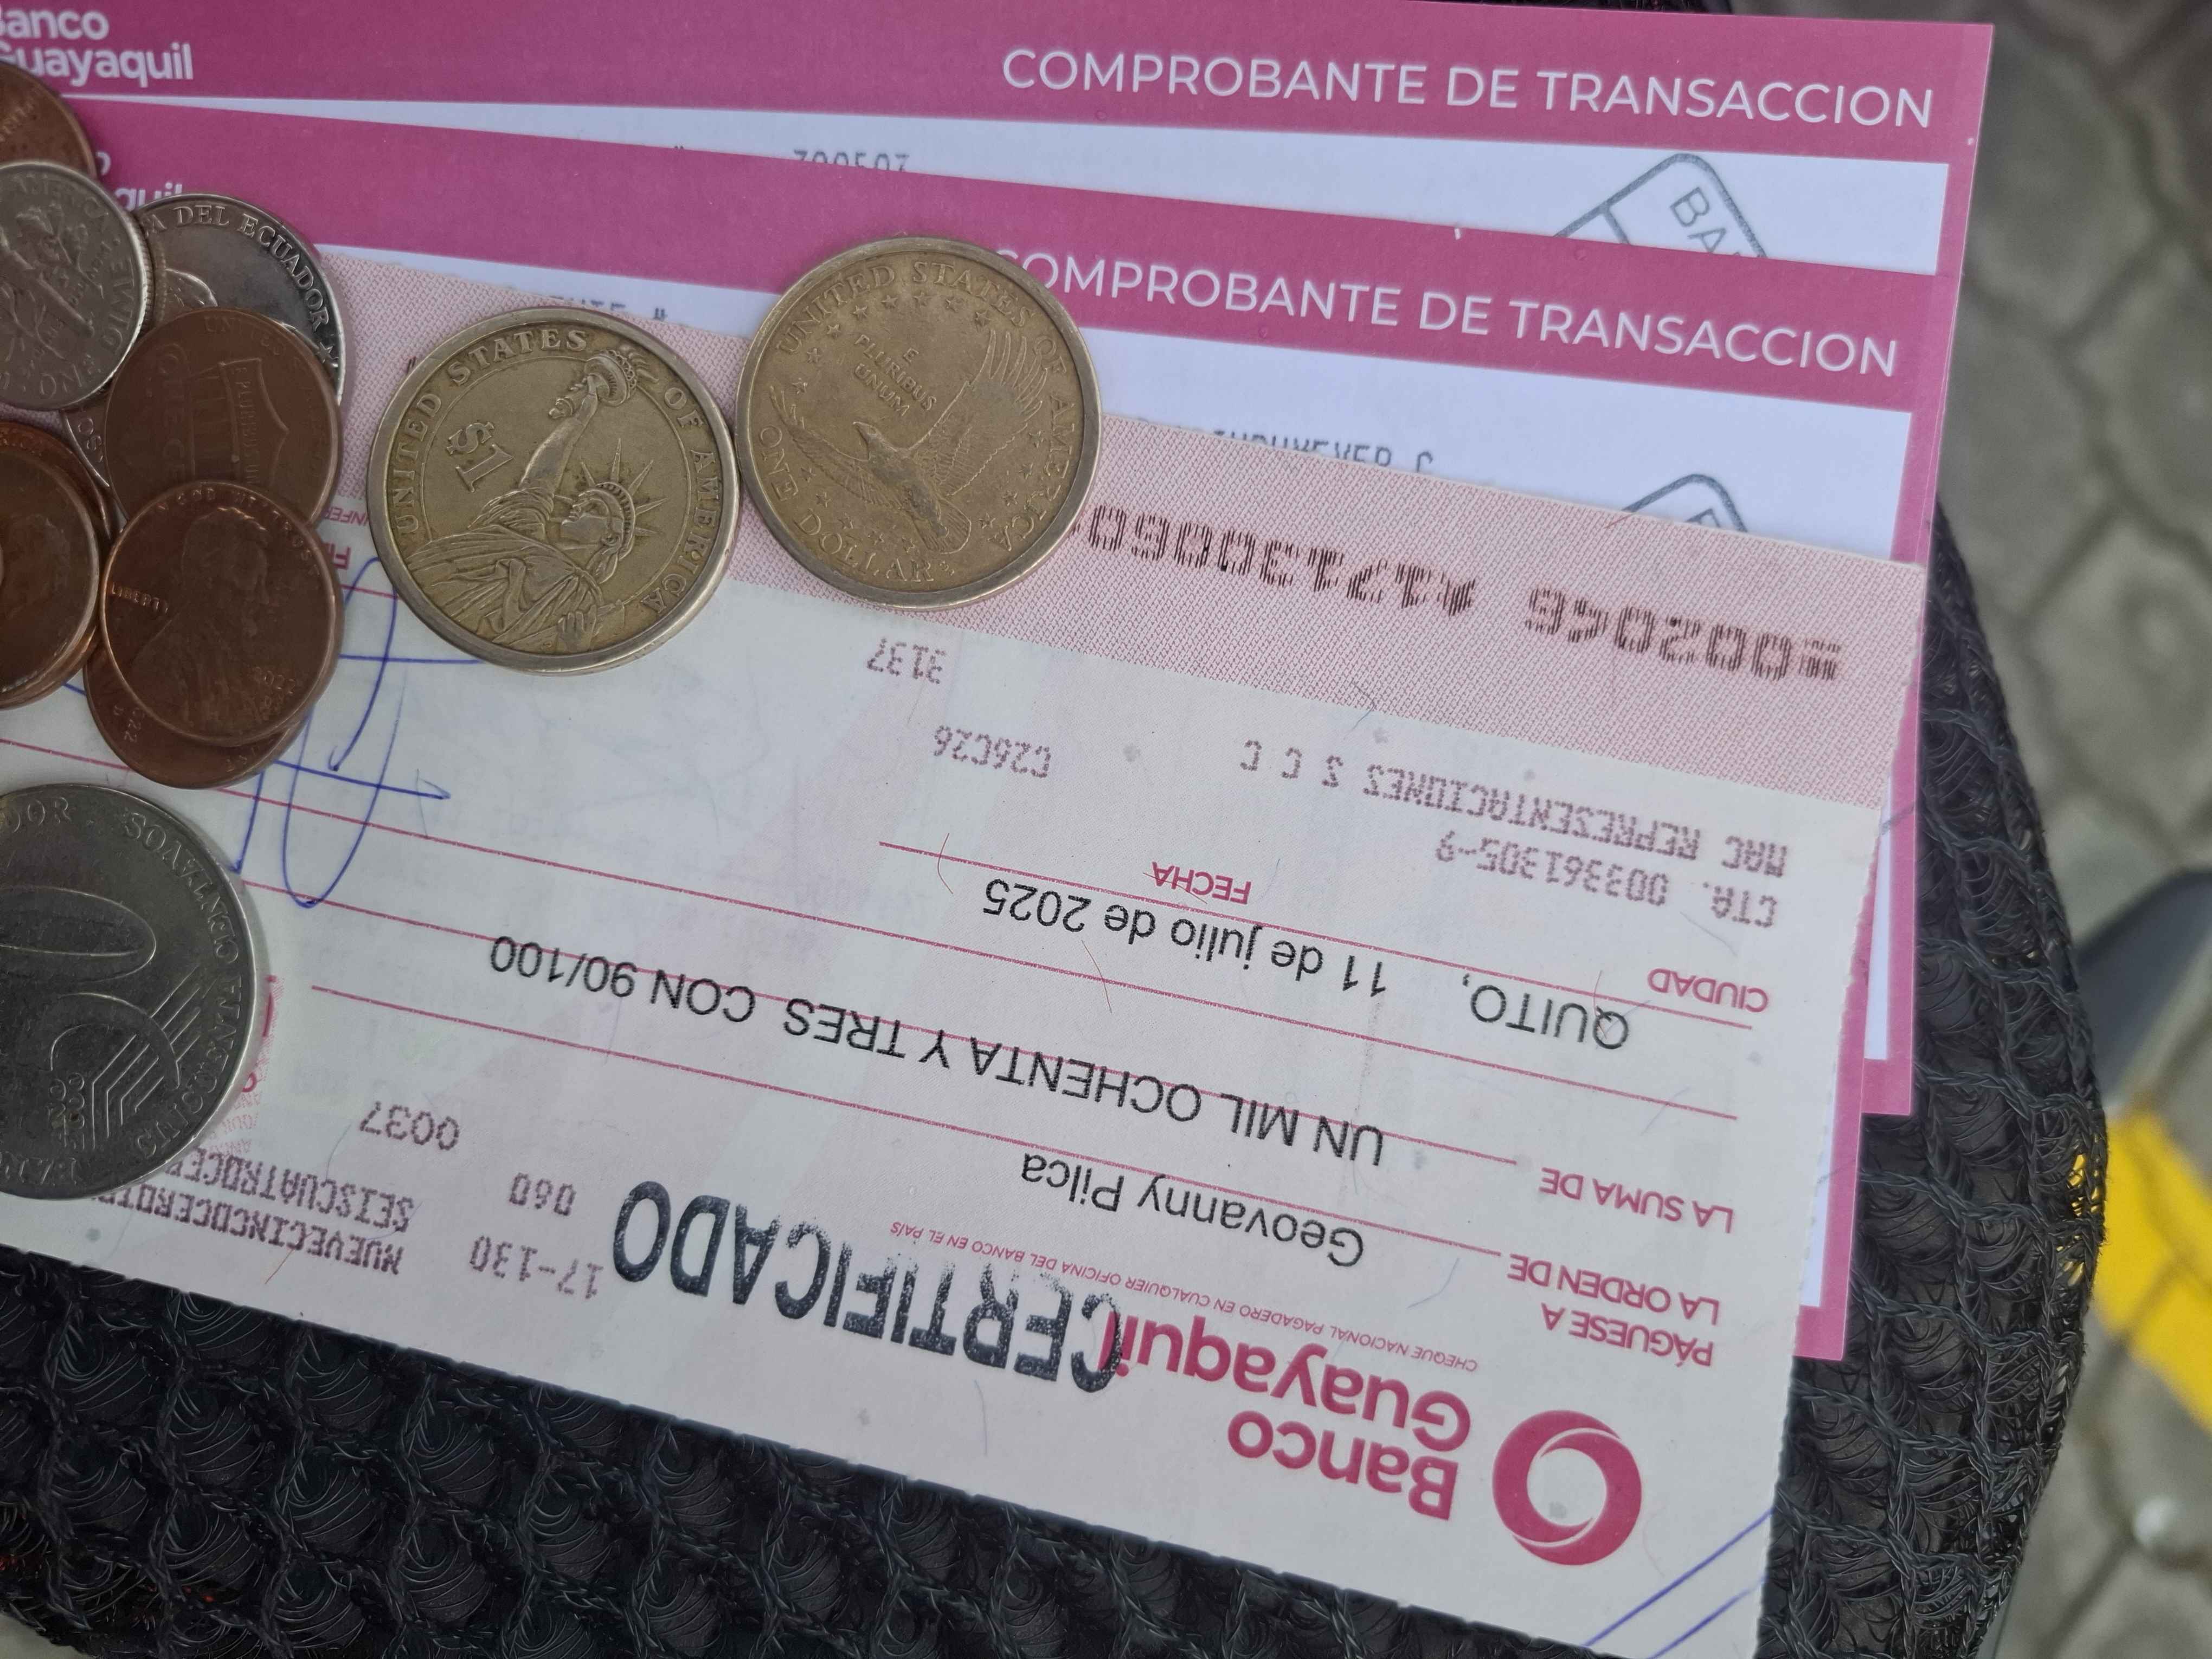 Banco
Guayaquil
COMPROBANTE DE TRANSACCION
BA
COMPROBANTE DE TRANSACCION
DEL ECUADOR
UNITED STATES OF AMERICA
$1
UNITED STATES OF AMERICA
E
PLURIBUS
UNUM
ONE DOLLAR
LIBERTY
Banco
Guayaquil
CERTIFICADO
CHEQUE NACIONAL PAGADERO EN CUALQUIER OFICINA DEL BANCO EN EL PAÍS
17-130
060 0037
PÁGUESE A
LA ORDEN DE Geovanny Pilca
LA SUMA DE UN MIL OCHENTA Y TRES CON 90/100
QUITO, 11 de julio de 2025
CIUDAD FECHA
CTA. 003361305-9
MAC REPRESENTACIONES S C C C26C26
3137